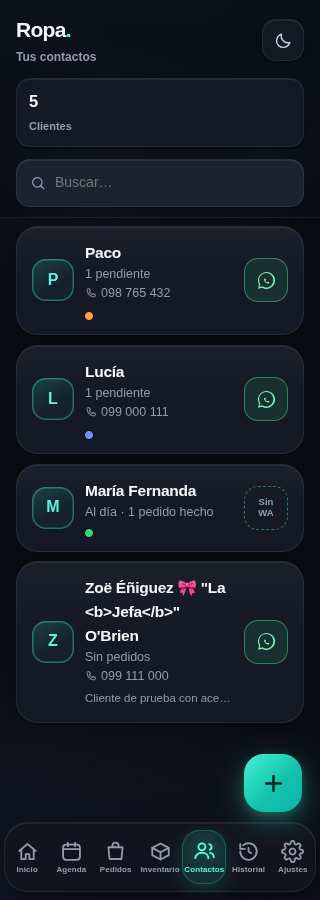 Ropa.
Tus contactos
5
Clientes
Buscar…
P
Paco
1 pendiente
098 765 432
L
Lucía
1 pendiente
099 000 111
M
María Fernanda
Al día · 1 pedido hecho
Sin
WA
Z
Zoë Éñiguez 🎀 "La
<b>Jefa</b>"
O'Brien
Sin pedidos
099 111 000
Cliente de prueba con ace…
+
Inicio
Agenda
Pedidos
Inventario
Contactos
Historial
Ajustes